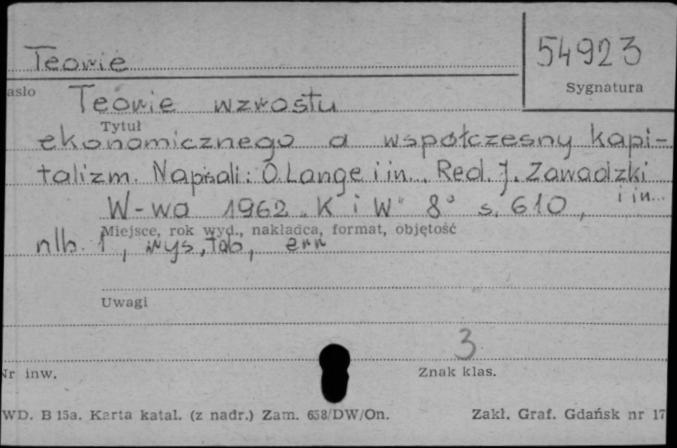 Teorie
54923
asło
Sygnatura
Teorie wzrostu
Tytuł
ekonomicznego a współczesny kapi-
talizm. Napisali: O. Lange i in. Red. J. Zawadzki
i in.
W-wa 1962 "K i W" 8° s. 610,
Miejsce, rok wyd., nakładca, format, objętość
nlb. 1, wys, tab, err
Uwagi
3
Nr inw.
Znak klas.
WD. B 15a. Karta katal. (z nadr.) Zam. 658/DW/On.
Zakł. Graf. Gdańsk nr 17